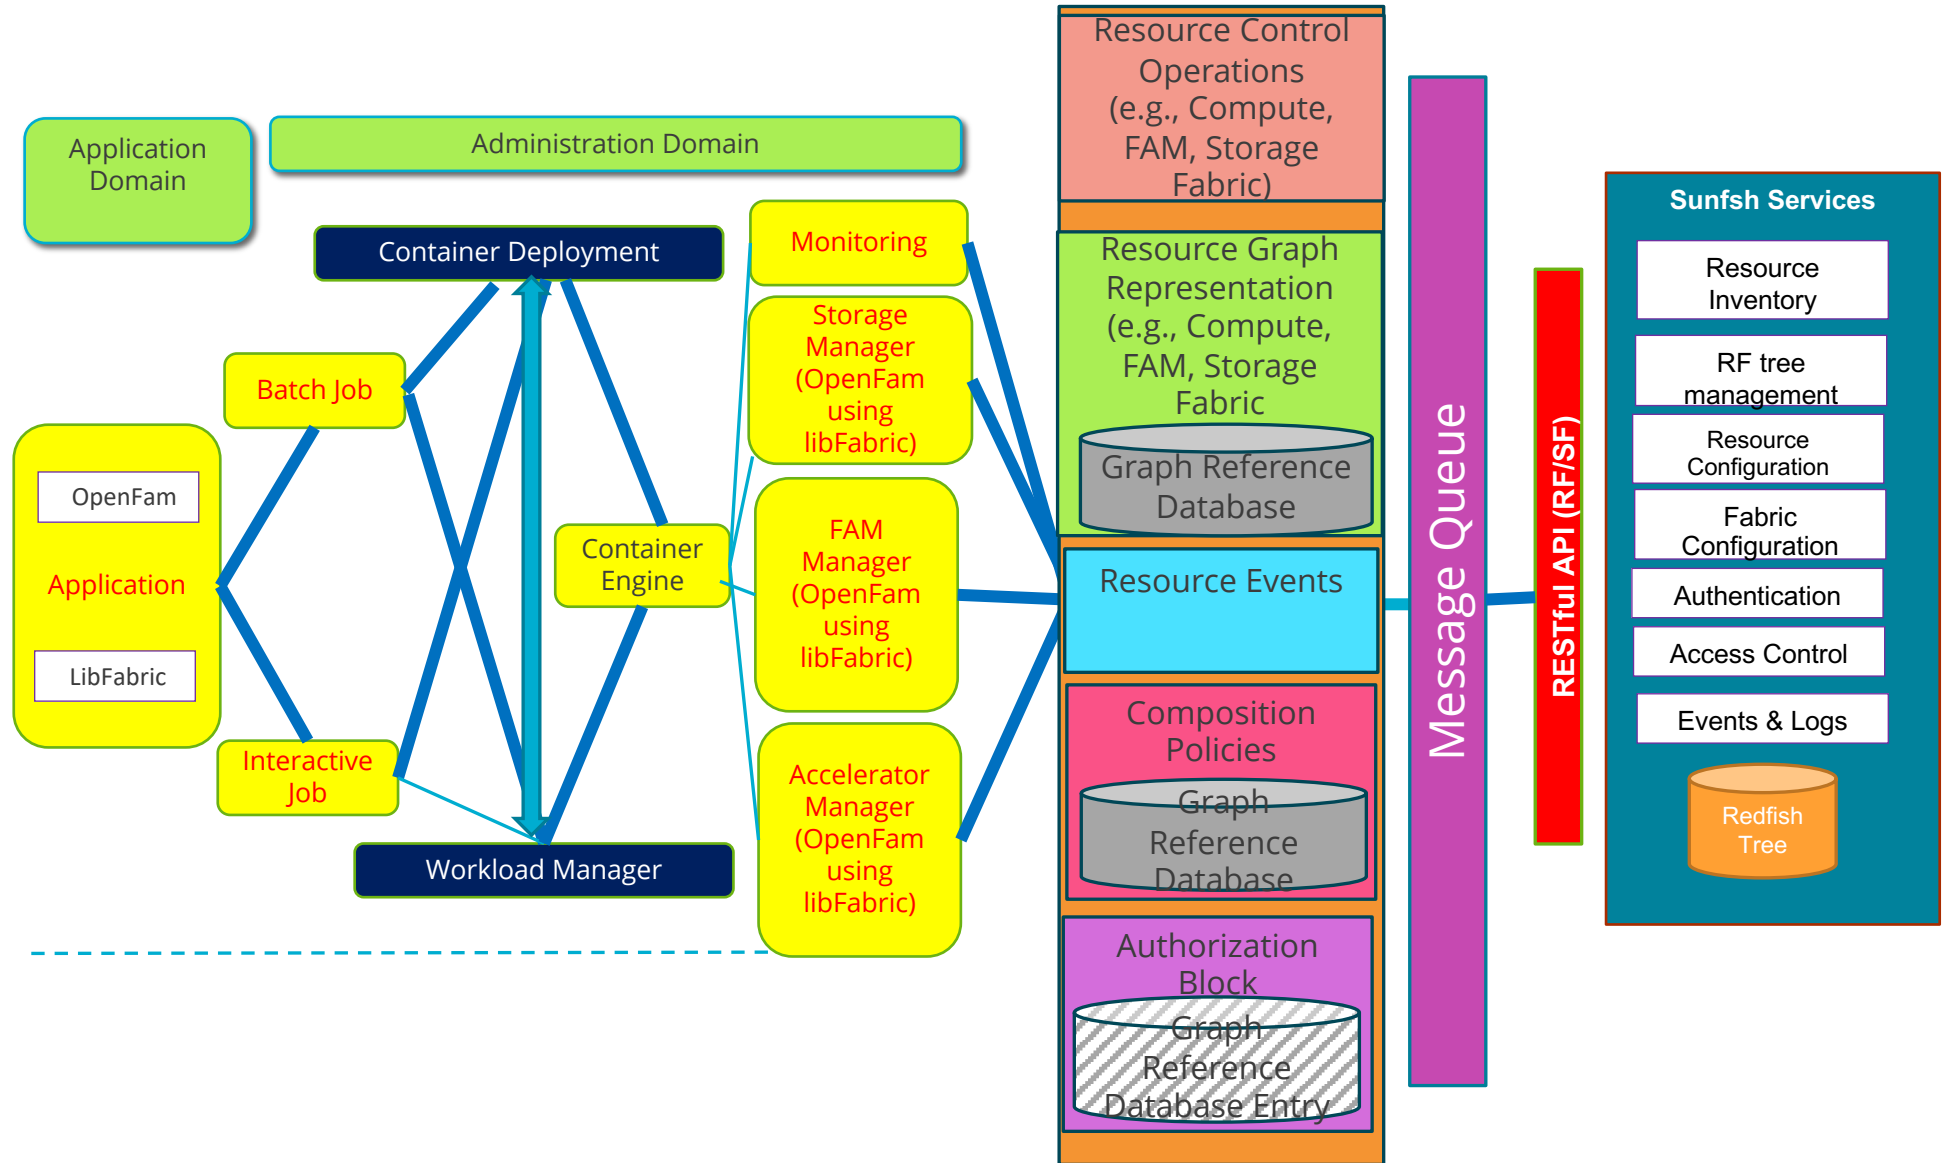 Application
Domain
Administration Domain
Container Deployment
Batch Job
OpenFam
Application
LibFabric
Interactive
Job
Workload Manager
Container
Engine
Monitoring
Storage
Manager
(OpenFam
using
libFabric)
FAM
Manager
(OpenFam
using
libFabric)
Accelerator
Manager
(OpenFam
using
libFabric)
Resource Control
Operations
(e.g., Compute,
FAM, Storage
Fabric)
Resource Graph
Representation
(e.g., Compute,
FAM, Storage
Fabric
Graph Reference
Database
Resource Events
Composition
Policies
Graph
Reference
Database
Authorization
Block
Graph
Reference
Database Entry
Message Queue
RESTful API (RF/SF)
Sunfsh Services
Resource
Inventory
RF tree
management
Resource
Configuration
Fabric
Configuration
Authentication
Access Control
Events & Logs
Redfish
Tree